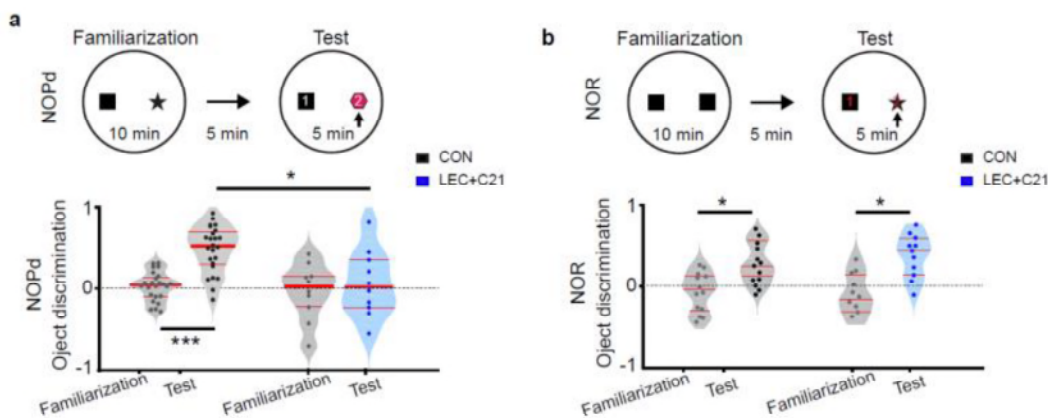 a
Familiarization
Test
NOPd
1
2
10 min
5 min
5 min
CON
LEC+C21
NOPd
Oject discrimination
1
0
-1
*
***
Familiarization
Test
Familiarization
Test
b
Familiarization
Test
NOR
1
10 min
5 min
5 min
CON
LEC+C21
NOR
Oject discrimination
1
0
-1
*
*
Familiarization
Test
Familiarization
Test